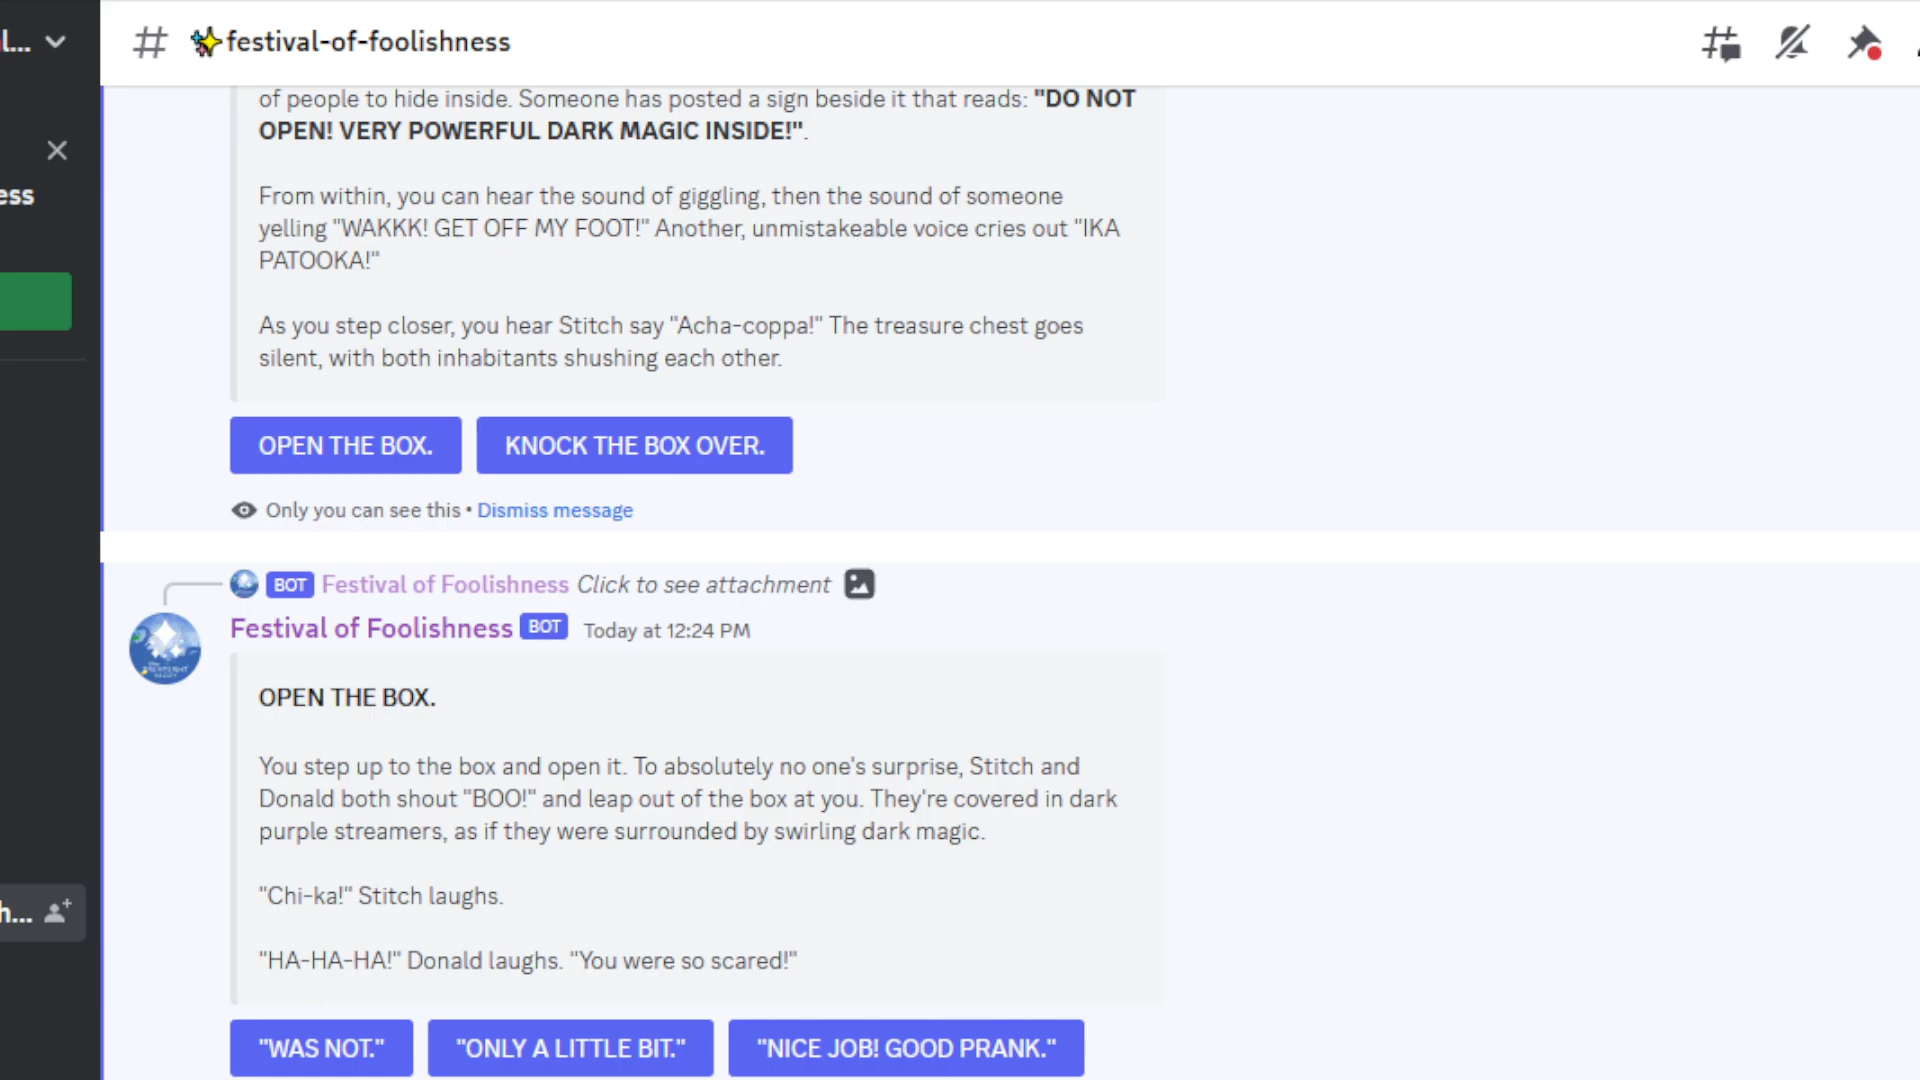 l...
festival-of-foolishness
ess
of people to hide inside. Someone has posted a sign beside it that reads: "DO NOT
OPEN! VERY POWERFUL DARK MAGIC INSIDE!".
From within, you can hear the sound of giggling, then the sound of someone
yelling "WAKKK! GET OFF MY FOOT!" Another, unmistakeable voice cries out "IKA
PATOOKA!"
As you step closer, you hear Stitch say "Acha-coppa!" The treasure chest goes
silent, with both inhabitants shushing each other.
OPEN THE BOX. KNOCK THE BOX OVER.
Only you can see this • Dismiss message
BOT Festival of Foolishness Click to see attachment
Festival of Foolishness BOT Today at 12:24 PM
OPEN THE BOX.
You step up to the box and open it. To absolutely no one's surprise, Stitch and
Donald both shout "BOO!" and leap out of the box at you. They're covered in dark
purple streamers, as if they were surrounded by swirling dark magic.
"Chi-ka!" Stitch laughs.
h...
"HA-HA-HA!" Donald laughs. "You were so scared!"
"WAS NOT." "ONLY A LITTLE BIT." "NICE JOB! GOOD PRANK."